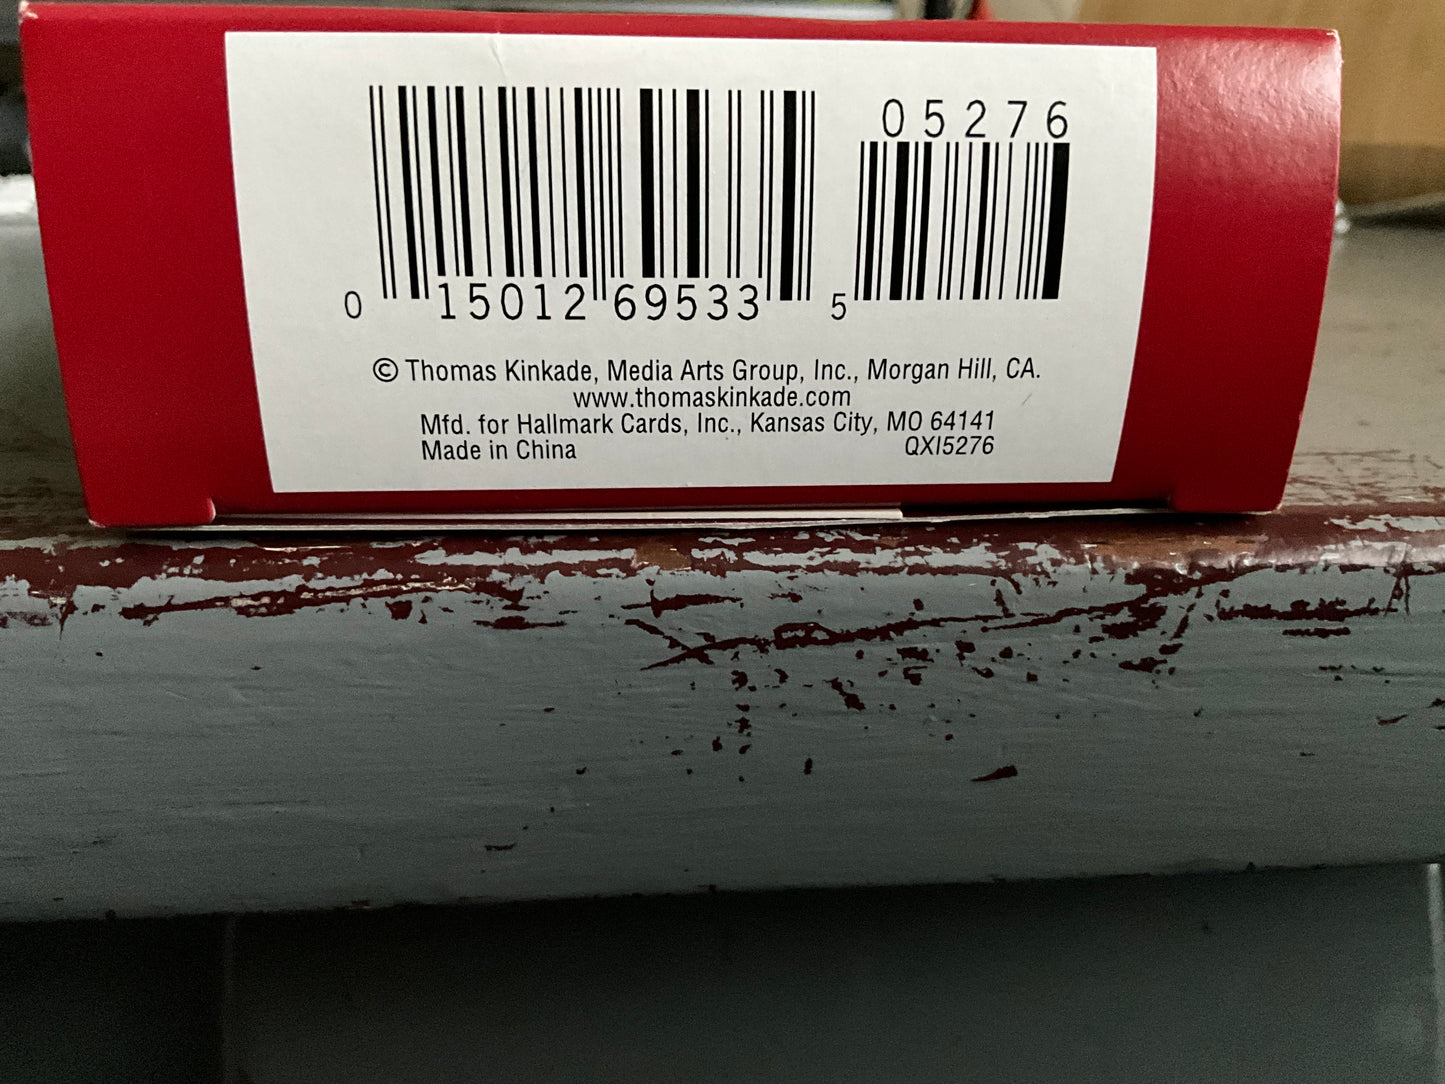 05276
0 15012 69533 5
© Thomas Kinkade, Media Arts Group, Inc., Morgan Hill, CA.
www.thomaskinkade.com
Mfd. for Hallmark Cards, Inc., Kansas City, MO 64141
Made in China QXI5276